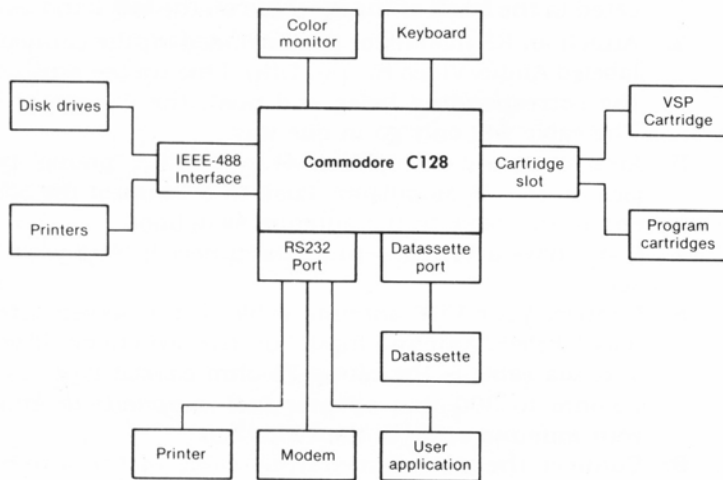 Color
monitor
Keyboard
Disk drives
VSP
Cartridge
IEEE-488
Interface
Commodore C128
Cartridge
slot
Printers
Program
cartridges
RS232
Port
Datassette
port
Datassette
Printer
Modem
User
application